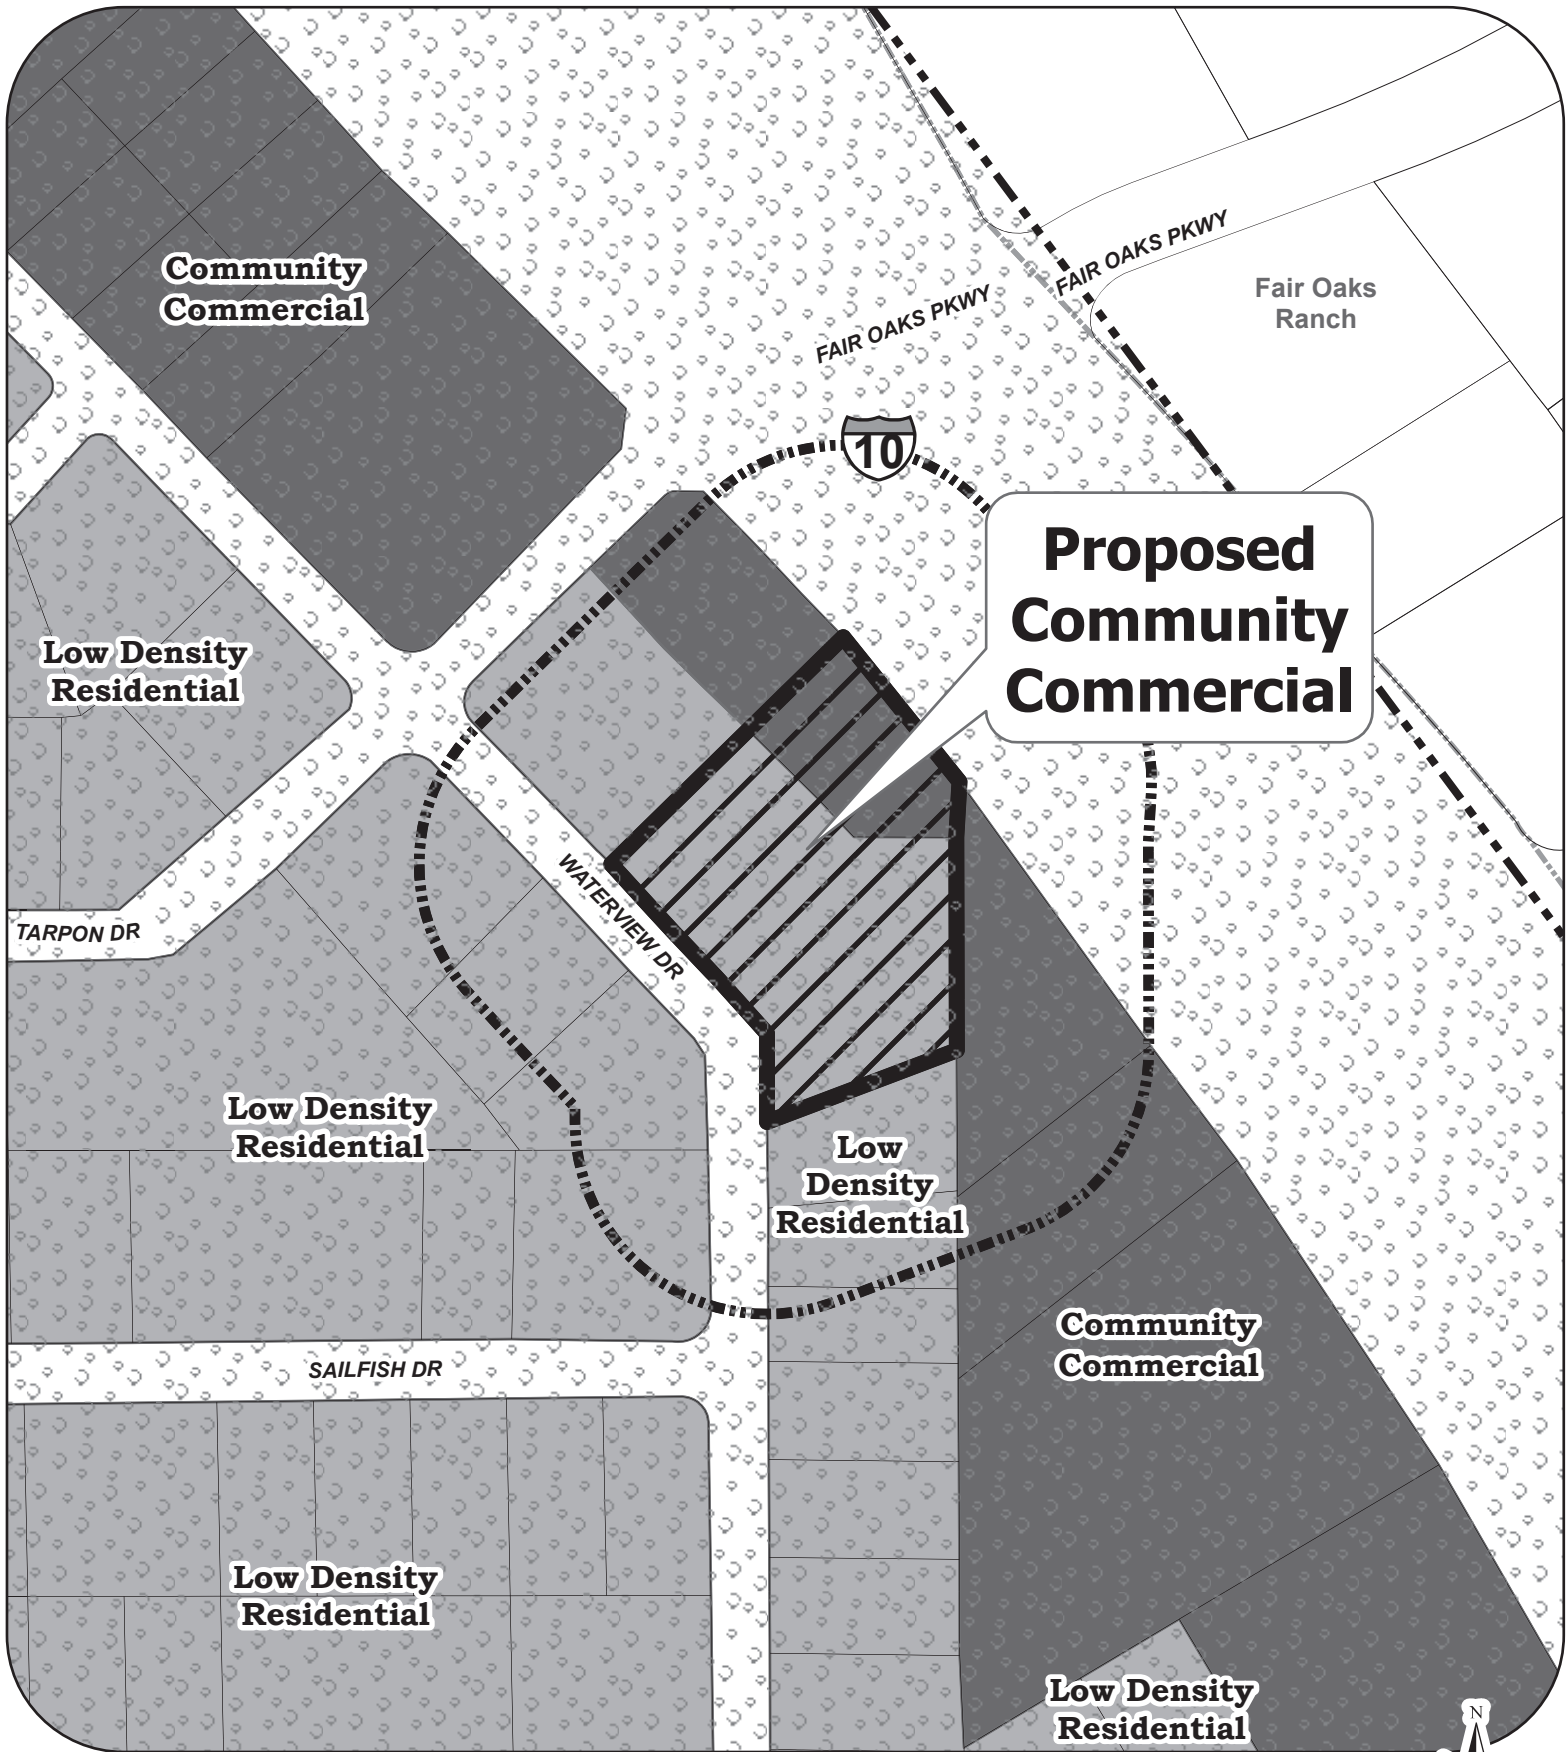 FAIR OAKS PKWY
Community
Commercial
Fair Oaks
Ranch
FAIR OAKS PKWY
10
Proposed
Community
Commercial
Low Density
Residential
WATERVIEW DR
TARPON DR
Low Density
Residential
Low
Density
Residential
Community
Commercial
SAILFISH DR
Low Density
Residential
Low Density
Residential
N